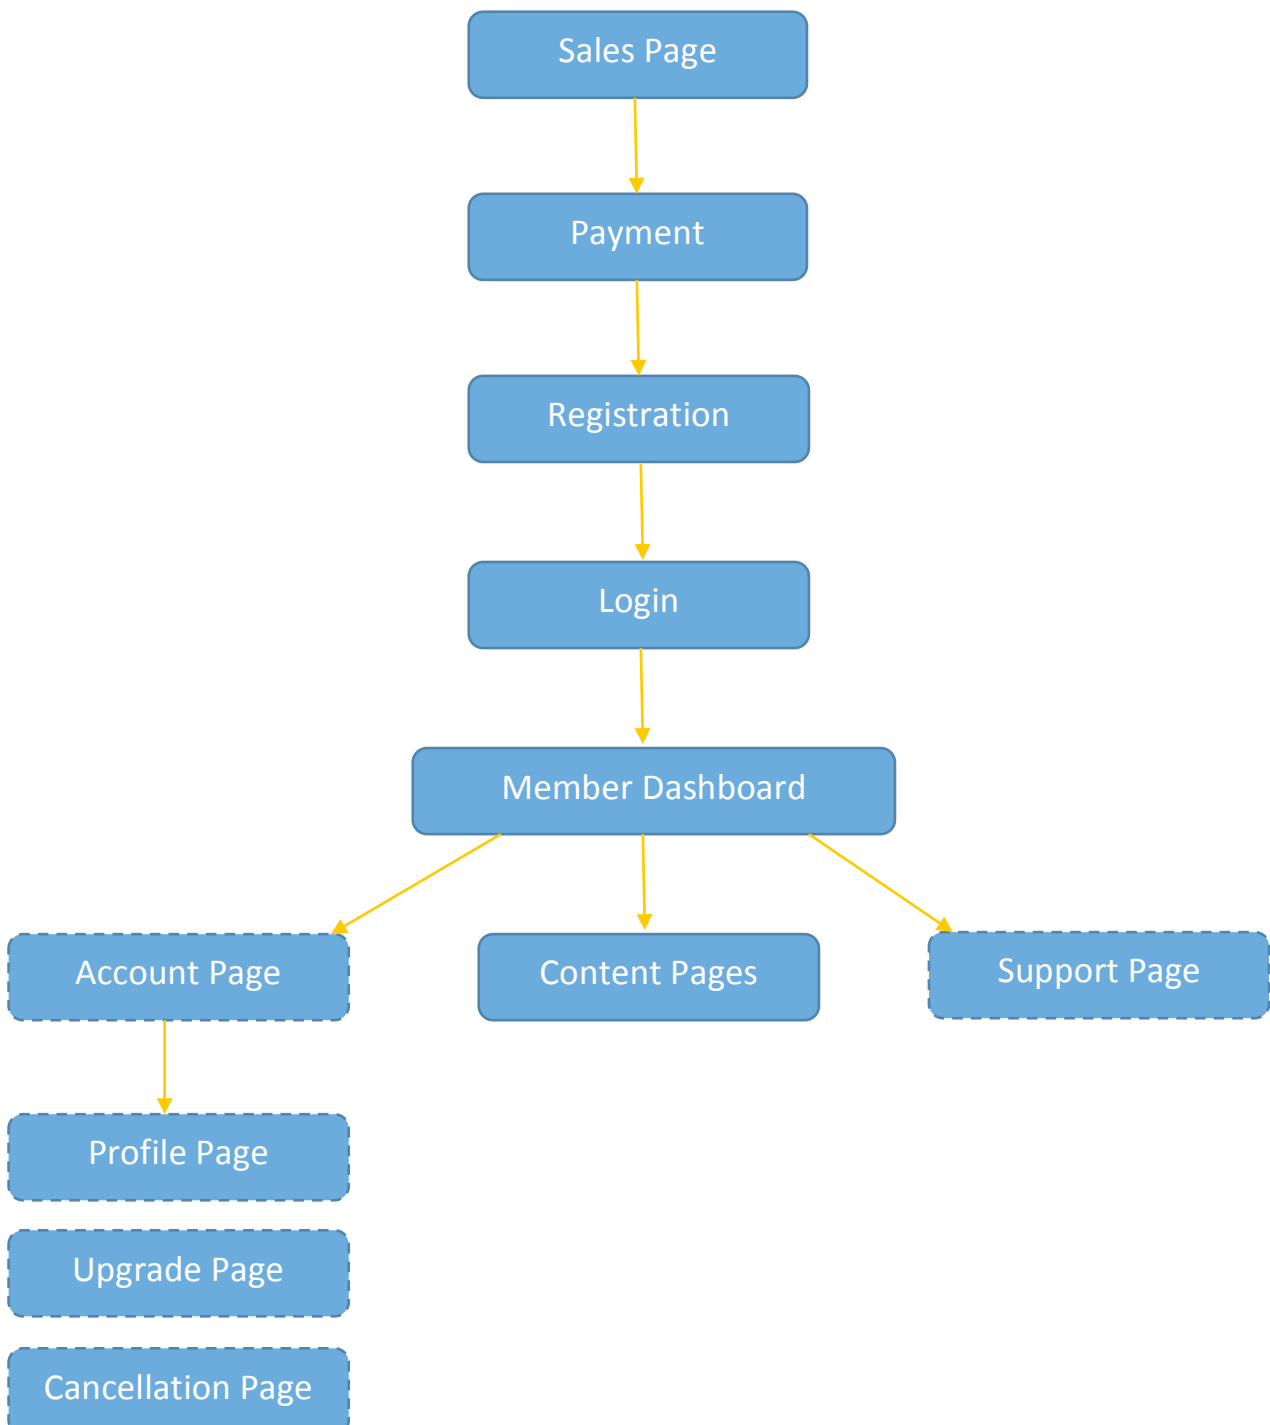 Sales Page
Payment
Registration
Login
Member Dashboard
Account Page
Content Pages
Support Page
Profile Page
Upgrade Page
Cancellation Page